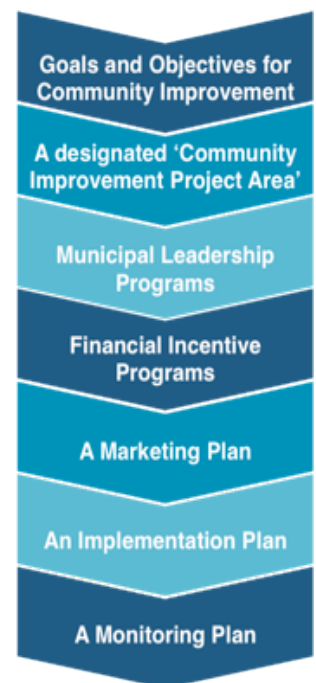 Goals and Objectives for
Community Improvement
A designated ‘Community
Improvement Project Area’
Municipal Leadership
Programs
Financial Incentive
Programs
A Marketing Plan
An Implementation Plan
A Monitoring Plan